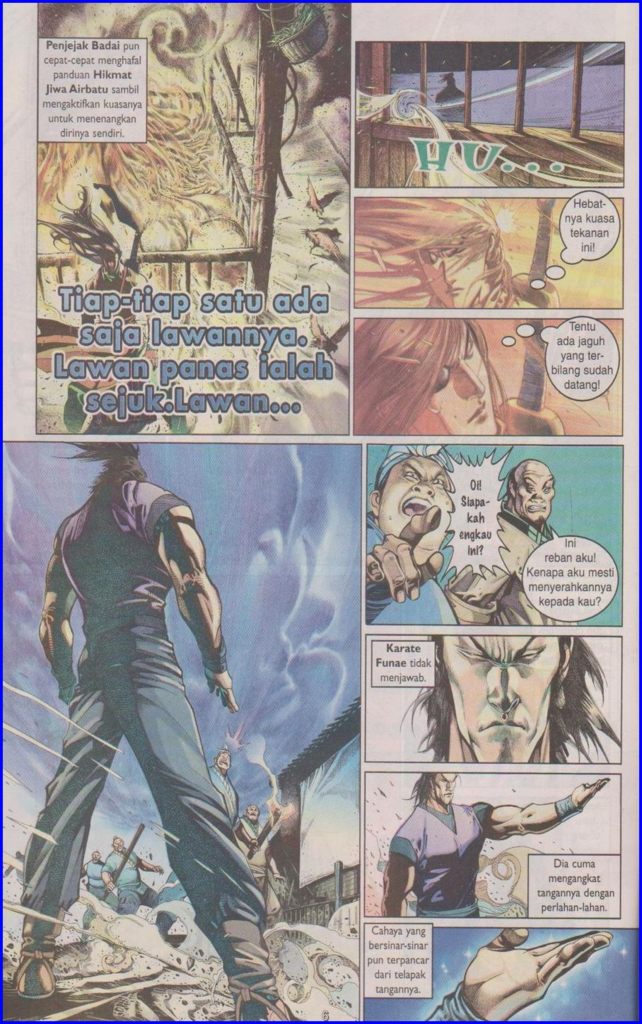 Penjejak Badai pun
cepat-cepat menghafal
panduan Hikmat
Jiwa Airbatu sambil
mengaktifkan kuasanya
untuk menenangkan
dirinya sendiri.
Tiap-tiap satu ada
saja lawannya.
Lawan panas ialah
sejuk.Lawan...
HU...
Hebat-
nya kuasa
tekanan
ini!
Tentu
ada jaguh
yang ter-
bilang sudah
datang!
Oi!
Siapa-
kah
engkau
ini?
Ini
reban aku!
Kenapa aku mesti
menyerahkannya
kepada kau?
Karate
Funae tidak
menjawab.
Dia cuma
mengangkat
tangannya dengan
perlahan-lahan.
Cahaya yang
bersinar-sinar
pun terpancar
dari telapak
tangannya.
6